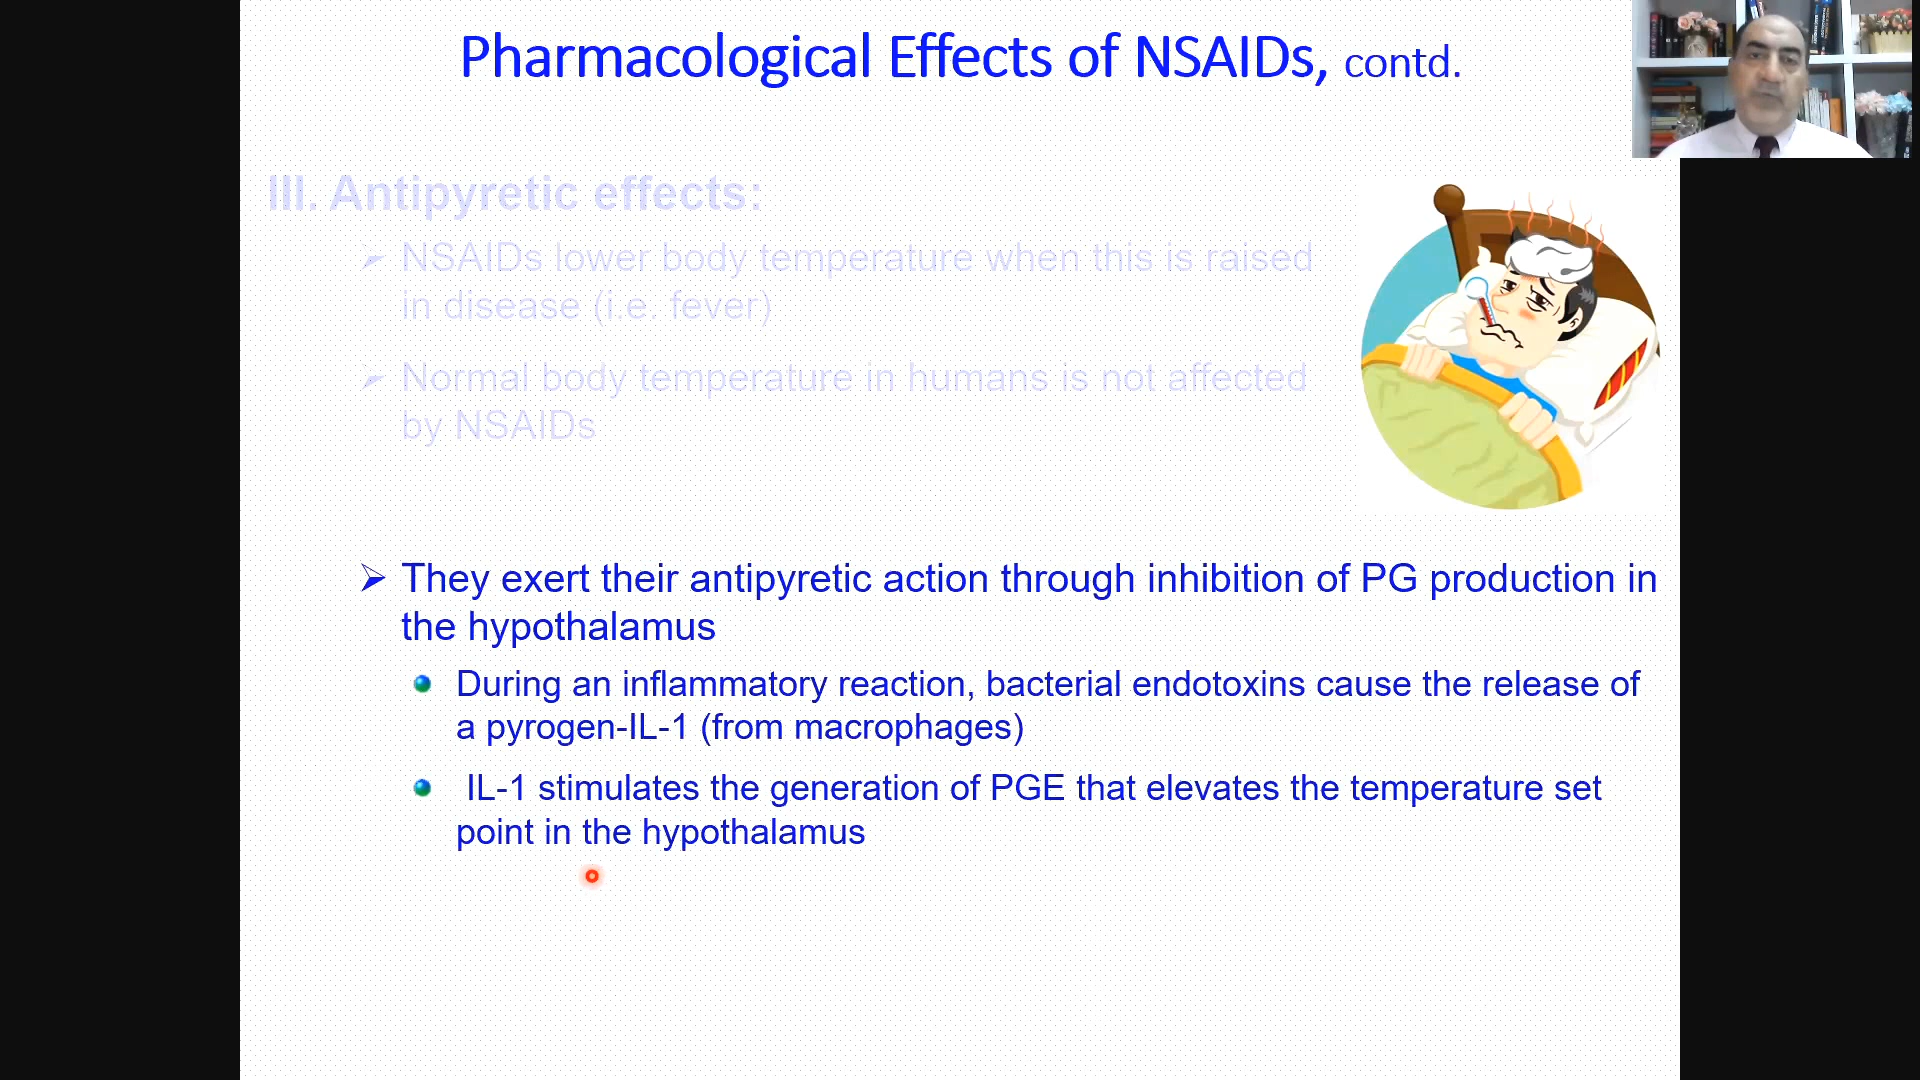 Pharmacological Effects of NSAIDs, contd.
III. Antipyretic effects:
NSAIDs lower body temperature when this is raised
in disease (i.e. fever)
Normal body temperature in humans is not affected
by NSAIDs
They exert their antipyretic action through inhibition of PG production in
the hypothalamus
During an inflammatory reaction, bacterial endotoxins cause the release of
a pyrogen-IL-1 (from macrophages)
IL-1 stimulates the generation of PGE that elevates the temperature set
point in the hypothalamus